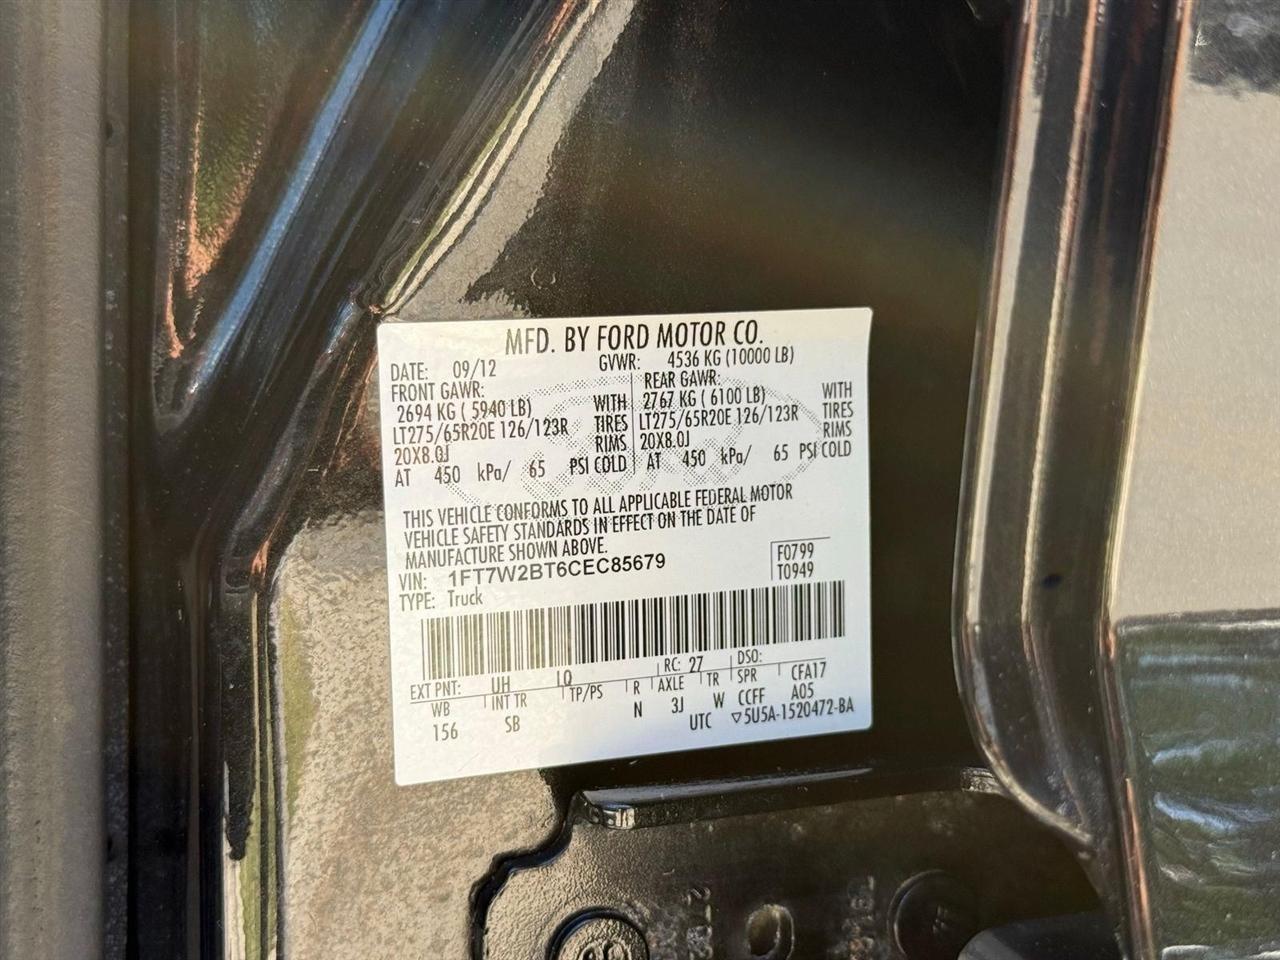 MFD. BY FORD MOTOR CO.
DATE: 09/12 GVWR: 4536 KG (10000 LB)
FRONT GAWR: REAR GAWR:
2694 KG ( 5940 LB) WITH 2767 KG ( 6100 LB) WITH
LT275/65R20E 126/123R TIRES LT275/65R20E 126/123R TIRES
20X8.0J RIMS 20X8.0J RIMS
AT 450 kPa/ 65 PSI COLD AT 450 kPa/ 65 PSI COLD
THIS VEHICLE CONFORMS TO ALL APPLICABLE FEDERAL MOTOR
VEHICLE SAFETY STANDARDS IN EFFECT ON THE DATE OF
MANUFACTURE SHOWN ABOVE.
VIN: 1FT7W2BT6CEC85679 F0799
TYPE: Truck T0949
EXT PNT: UH LQ RC: 27 DSO:
WB INT TR TP/PS R AXLE TR SPR CFA17
156 SB N 3J W CCFF A05
UTC ▽5U5A-1520472-BA